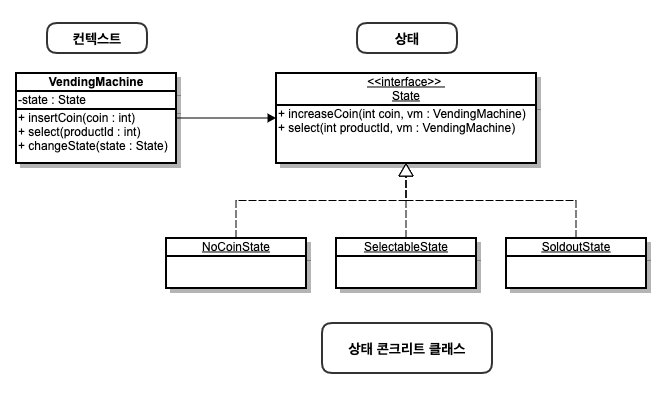 컨텍스트
상태
VendingMachine
-state : State
+ insertCoin(coin : int)
+ select(productId : int)
+ changeState(state : State)
<<interface>>
State
+ increaseCoin(int coin, vm : VendingMachine)
+ select(int productId, vm : VendingMachine)
NoCoinState
SelectableState
SoldoutState
상태 콘크리트 클래스